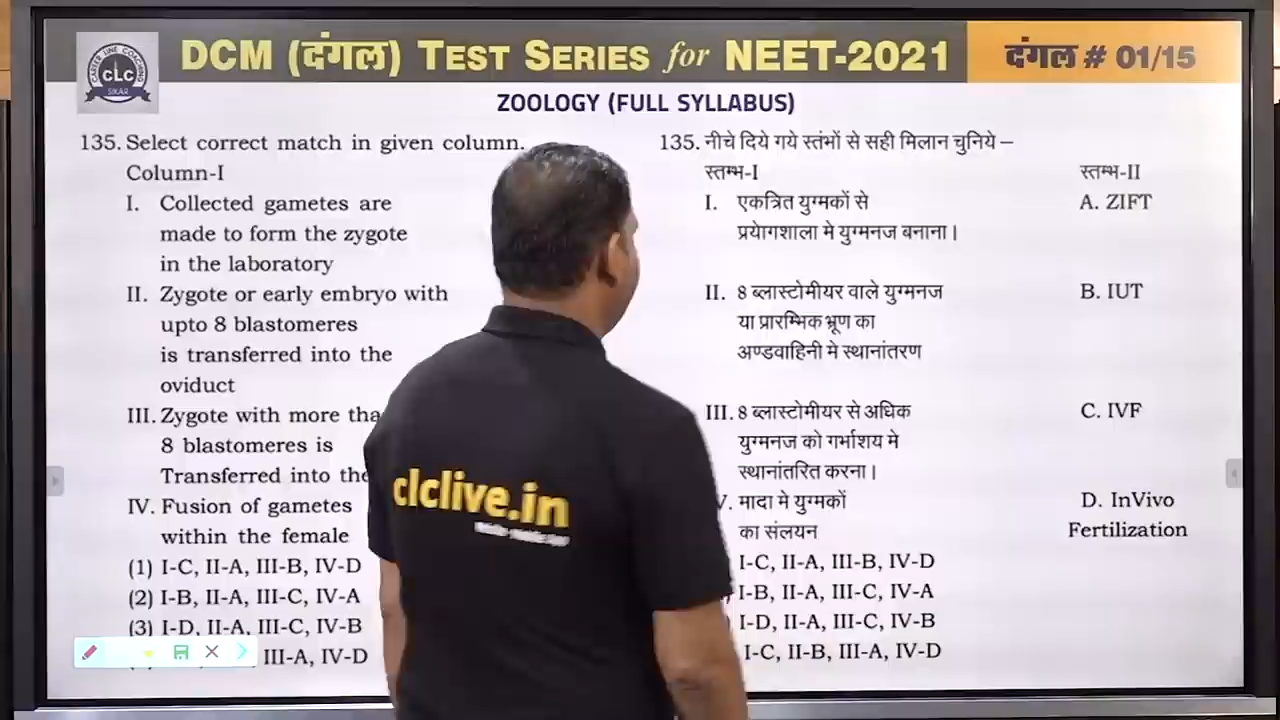 DCM (दंगल) TEST SERIES for NEET-2021
दंगल # 01/15
CAREER LINE COACHING
CLC
SIKAR
ZOOLOGY (FULL SYLLABUS)
135. Select correct match in given column.
Column-I
I. Collected gametes are
made to form the zygote
in the laboratory
II. Zygote or early embryo with
upto 8 blastomeres
is transferred into the
oviduct
III. Zygote with more tha
8 blastomeres is
Transferred into the
IV. Fusion of gametes
within the female
(1) I-C, II-A, III-B, IV-D
(2) I-B, II-A, III-C, IV-A
(3) I-D, II-A, III-C, IV-B
III-A, IV-D
135. नीचे दिये गये स्तंभों से सही मिलान चुनिये –
स्तम्भ-I स्तम्भ-II
I. एकत्रित युग्मकों से A. ZIFT
प्रयेागशाला मे युग्मनज बनाना।
II. 8 ब्लास्टोमीयर वाले युग्मनज B. IUT
या प्रारम्भिक भ्रूण का
अण्डवाहिनी मे स्थानांतरण
III. 8 ब्लास्टोमीयर से अधिक C. IVF
युग्मनज को गर्भाशय मे
स्थानांतरित करना।
V. मादा मे युग्मकों D. InVivo
का संलयन Fertilization
I-C, II-A, III-B, IV-D
I-B, II-A, III-C, IV-A
I-D, II-A, III-C, IV-B
I-C, II-B, III-A, IV-D
clclive.in